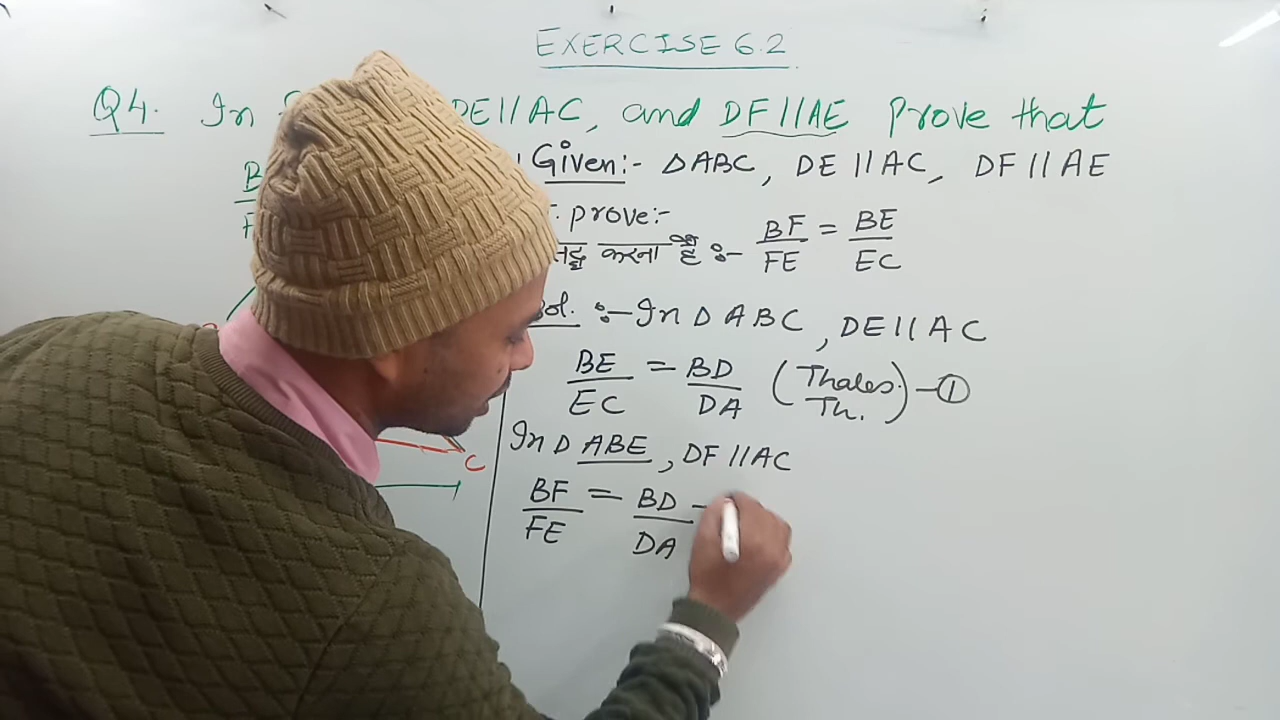 EXERCISE 6.2
Q4. In DE||AC, and DF||AE Prove that
Given:- ΔABC, DE||AC, DF||AE
B
F
prove:-
करना है :- BF/FE = BE/EC
Sol. :- In ΔABC, DE||AC
BE/EC = BD/DA (Thales Th.) -①
In ΔABE, DF||AC
BF/FE = BD/DA -
C